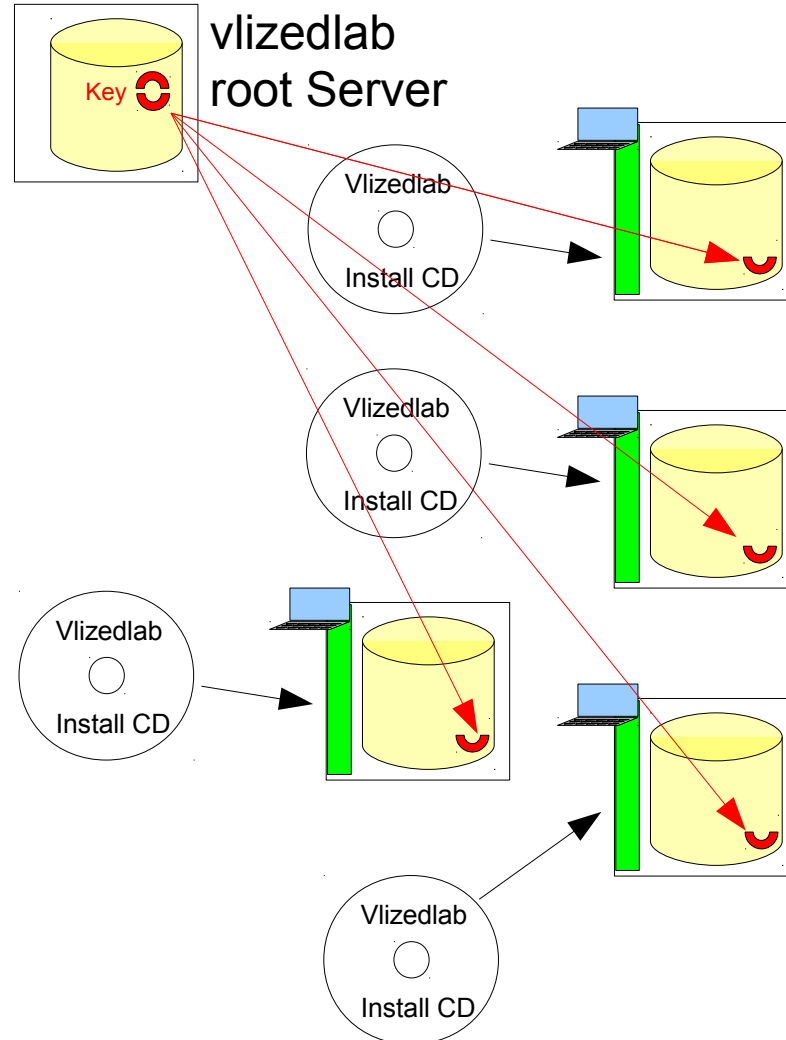 vlizedlab
root Server
Key
Vlizedlab
Install CD
Vlizedlab
Install CD
Vlizedlab
Install CD
Vlizedlab
Install CD